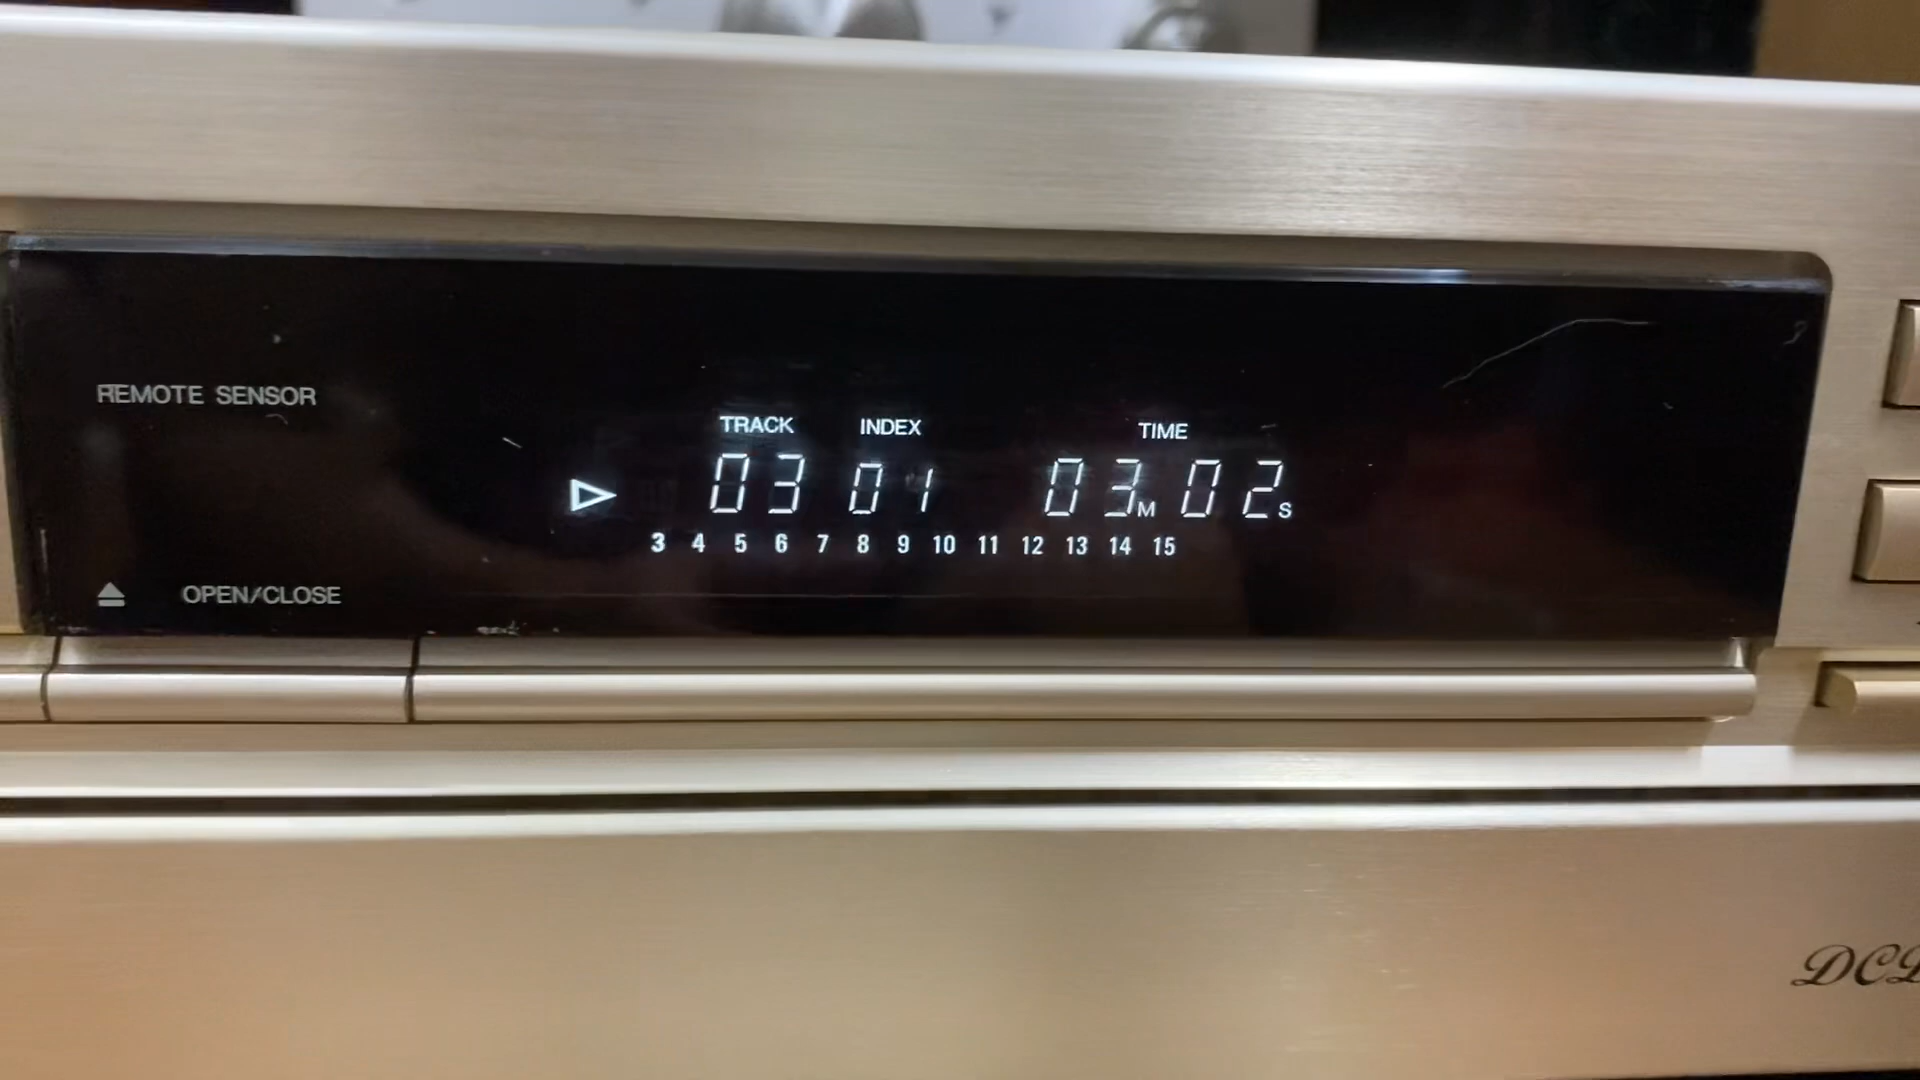 REMOTE SENSOR
TRACK INDEX TIME
03 01 03M 02S
3 4 5 6 7 8 9 10 11 12 13 14 15
OPEN/CLOSE